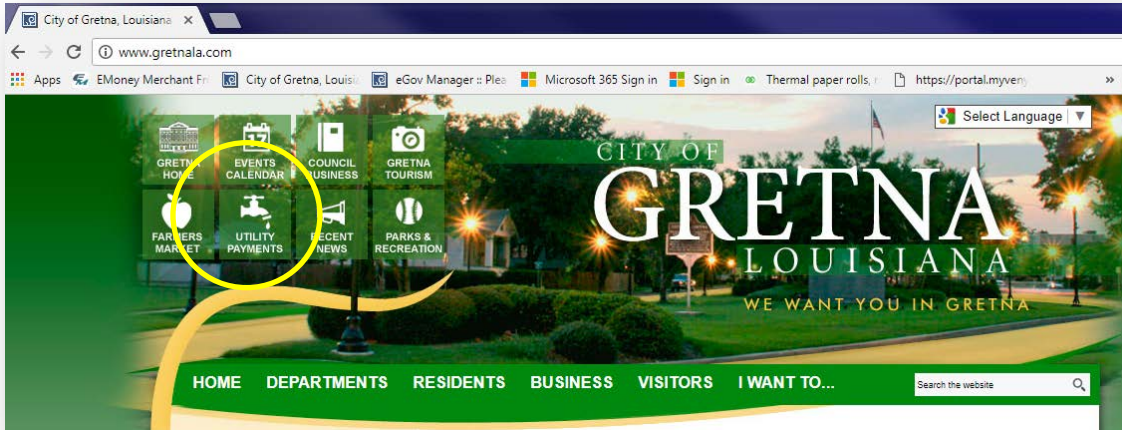 City of Gretna, Louisiana
www.gretnala.com
Apps EMoney Merchant Fr City of Gretna, Louisi eGov Manager :: Plea Microsoft 365 Sign in Sign in Thermal paper rolls, https://portal.myven »
Select Language ▼
GRETNA HOME
EVENTS CALENDAR
COUNCIL BUSINESS
GRETNA TOURISM
FARMERS MARKET
UTILITY PAYMENTS
RECENT NEWS
PARKS & RECREATION
CITY OF
GRETNA
LOUISIANA
WE WANT YOU IN GRETNA
HOME DEPARTMENTS RESIDENTS BUSINESS VISITORS I WANT TO...
Search the website